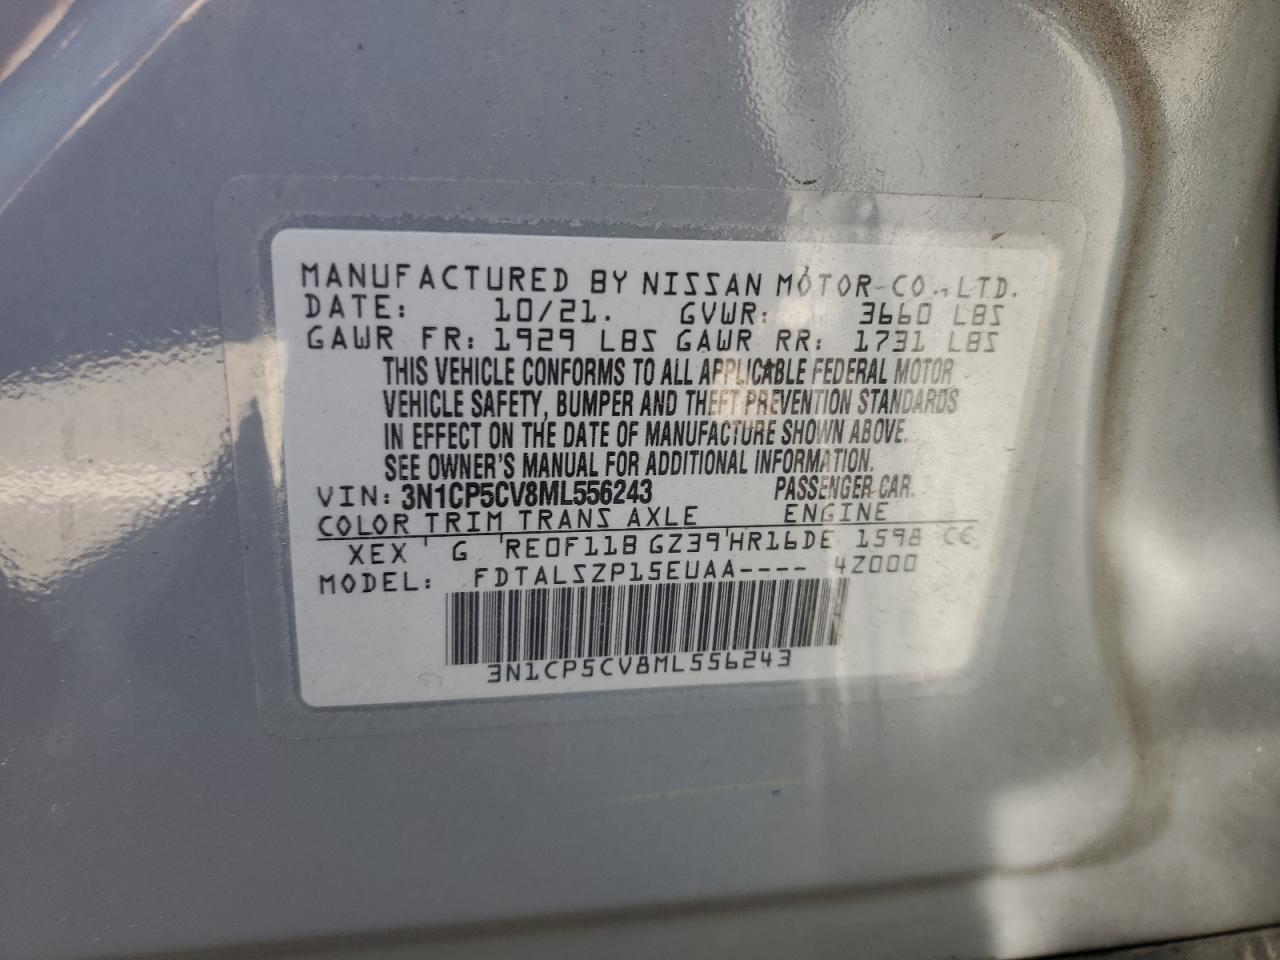 MANUFACTURED BY NISSAN MOTOR CO., LTD.
DATE: 10/21. GVWR: 3660 LBS
GAWR FR: 1929 LBS GAWR RR: 1731 LBS
THIS VEHICLE CONFORMS TO ALL APPLICABLE FEDERAL MOTOR
VEHICLE SAFETY, BUMPER AND THEFT PREVENTION STANDARDS
IN EFFECT ON THE DATE OF MANUFACTURE SHOWN ABOVE.
SEE OWNER'S MANUAL FOR ADDITIONAL INFORMATION.
VIN: 3N1CP5CV8ML556243 PASSENGER CAR.
COLOR TRIM TRANS AXLE ENGINE
XEX G RE0F11B GZ39 HR16DE 1598 CC
MODEL: FDTALSZP15EUAA---- 4Z000
3N1CP5CV8ML556243